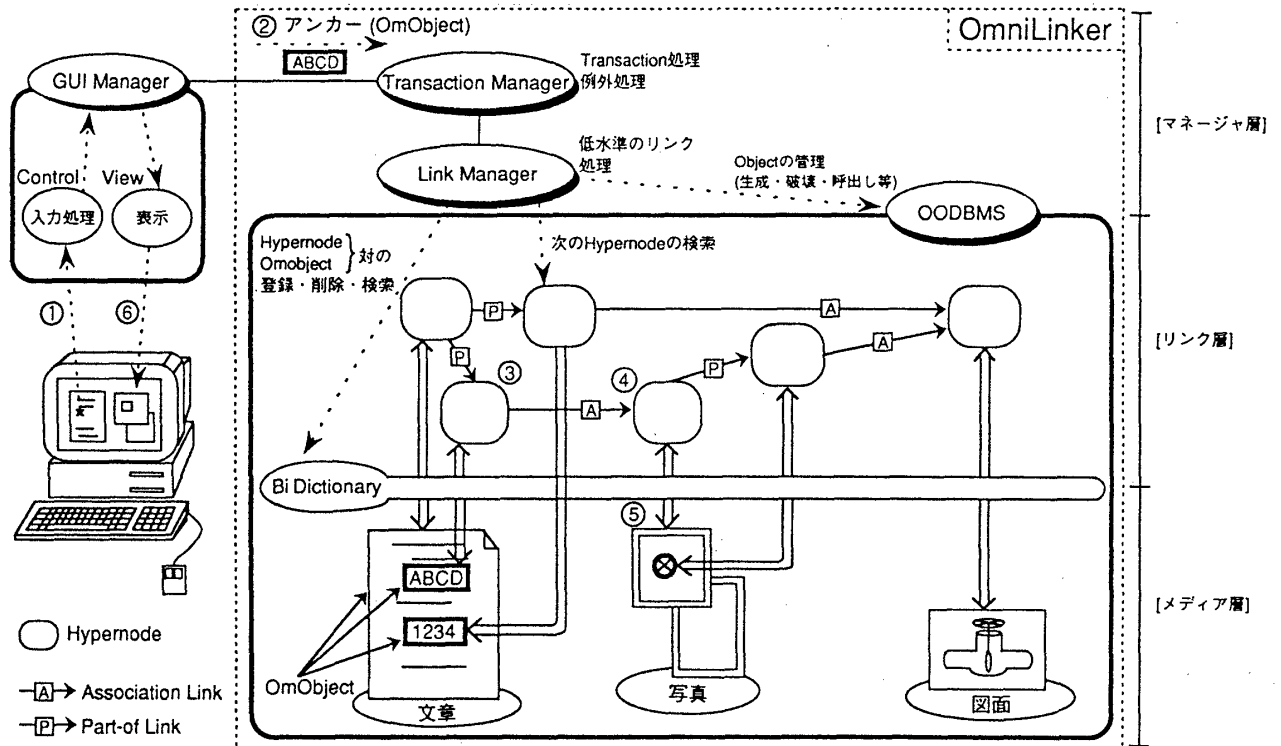 ② アンカー (OmObject)
ABCD
OmniLinker
GUI Manager
Transaction Manager
Transaction処理
例外処理
[マネージャ層]
Link Manager
低水準のリンク
処理
Objectの管理
(生成・破壊・呼出し等)
OODBMS
Control
View
入力処理
表示
Hypernode
Omobject
対の
登録・削除・検索
次のHypernodeの検索
①
⑥
P
A
P
③
④
P
A
A
[リンク層]
Bi Dictionary
⑤
ABCD
1234
OmObject
文章
写真
図面
[メディア層]
Hypernode
A Association Link
P Part-of Link